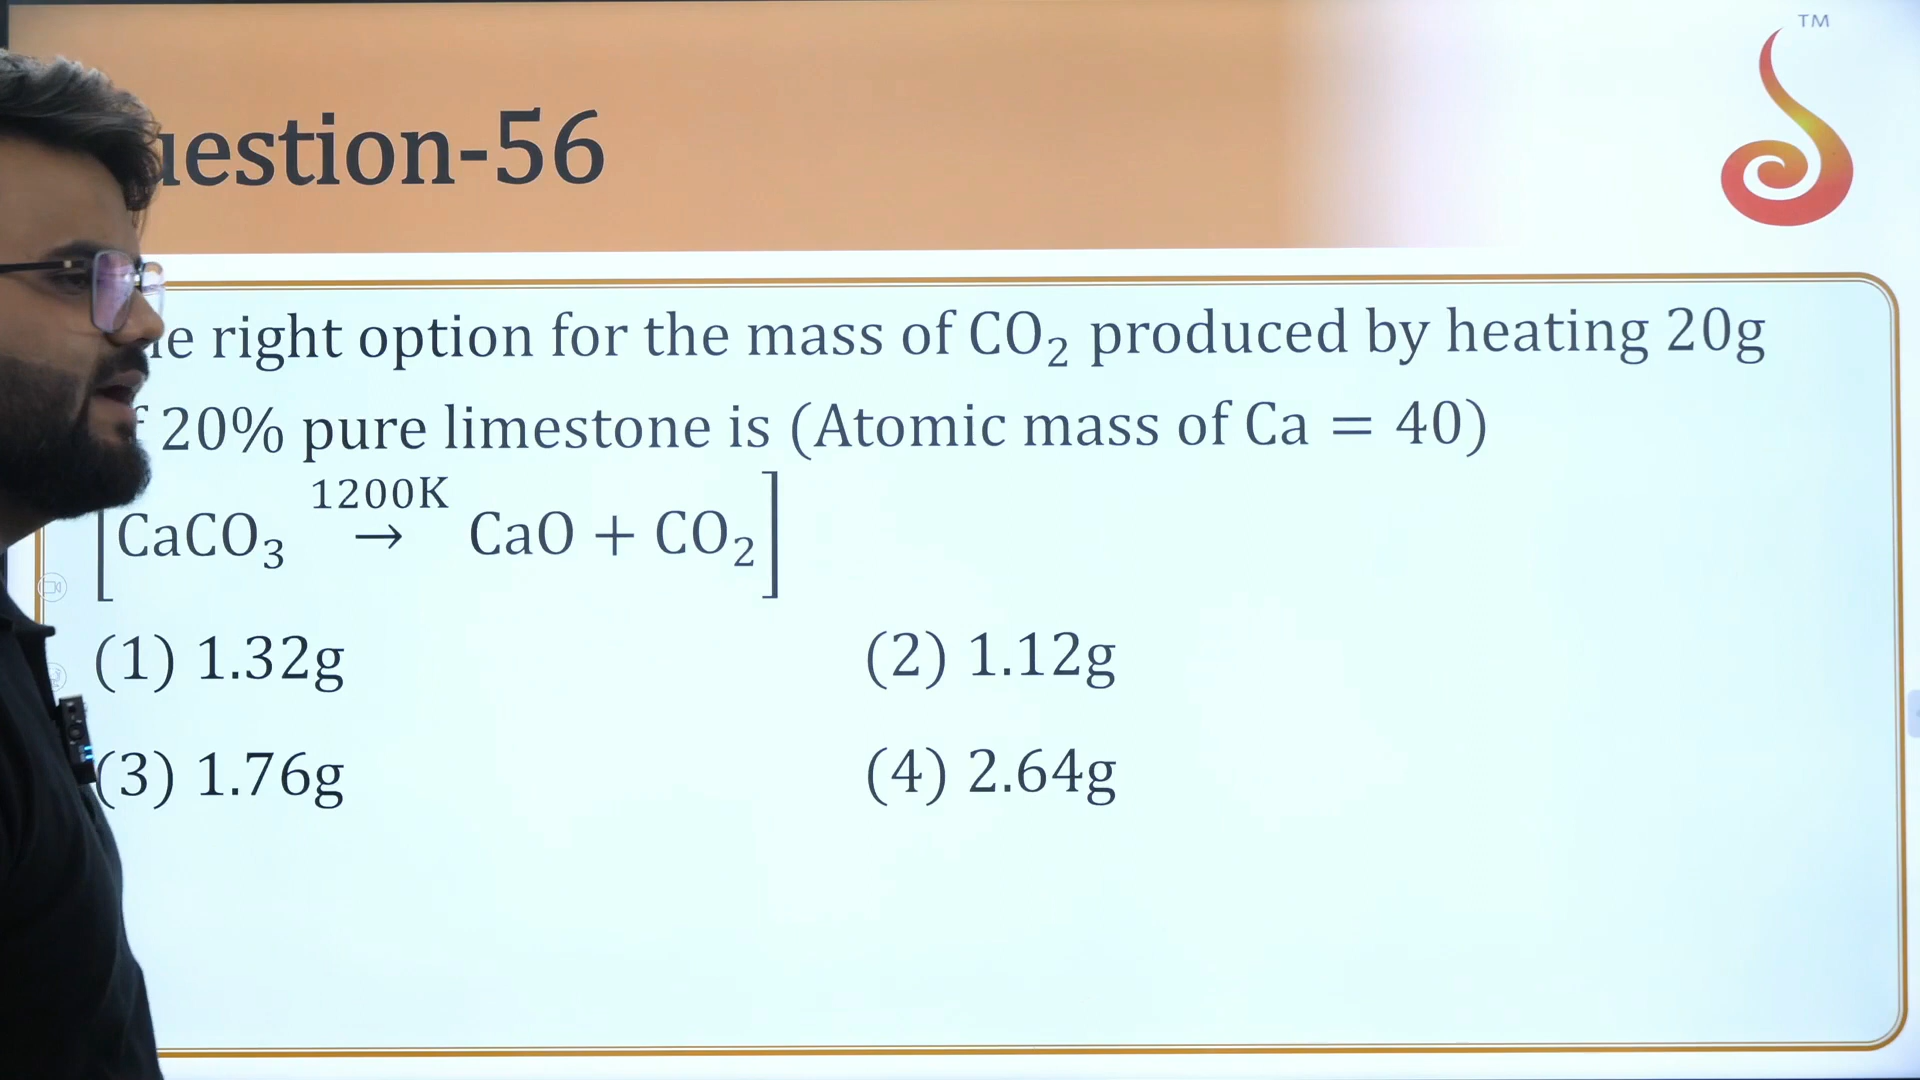 TM
uestion-56
e right option for the mass of CO₂ produced by heating 20g
20% pure limestone is (Atomic mass of Ca = 40)
[CaCO₃ 1200K → CaO + CO₂]
(1) 1.32g (2) 1.12g
(3) 1.76g (4) 2.64g